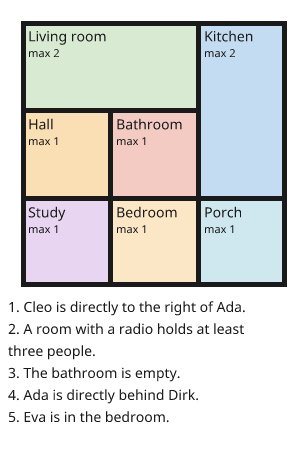 Living room
max 2
Kitchen
max 2
Hall
max 1
Bathroom
max 1
Study
max 1
Bedroom
max 1
Porch
max 1
1. Cleo is directly to the right of Ada.
2. A room with a radio holds at least
three people.
3. The bathroom is empty.
4. Ada is directly behind Dirk.
5. Eva is in the bedroom.